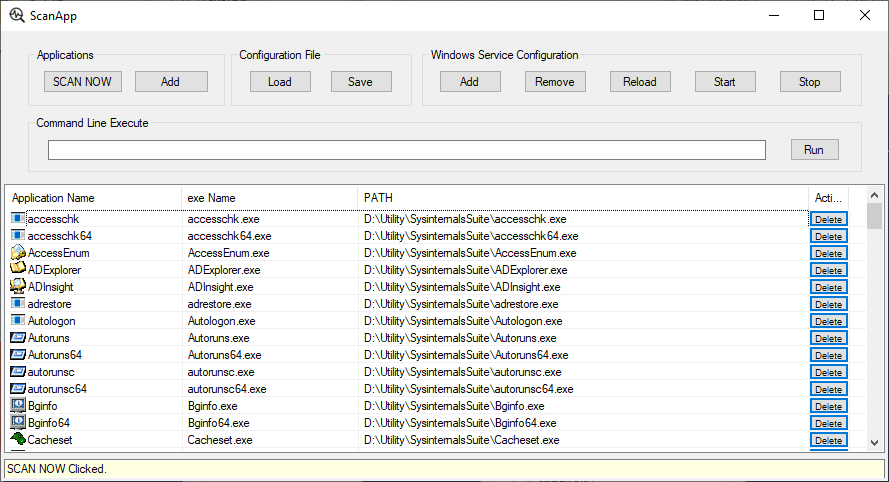 ScanApp
Applications Configuration File Windows Service Configuration
SCAN NOW Add Load Save Add Remove Reload Start Stop
Command Line Execute
Run
Application Name exe Name PATH Acti...
accesschk accesschk.exe D:\Utility\SysinternalsSuite\accesschk.exe Delete
accesschk64 accesschk64.exe D:\Utility\SysinternalsSuite\accesschk64.exe Delete
AccessEnum AccessEnum.exe D:\Utility\SysinternalsSuite\AccessEnum.exe Delete
ADExplorer ADExplorer.exe D:\Utility\SysinternalsSuite\ADExplorer.exe Delete
ADInsight ADInsight.exe D:\Utility\SysinternalsSuite\ADInsight.exe Delete
adrestore adrestore.exe D:\Utility\SysinternalsSuite\adrestore.exe Delete
Autologon Autologon.exe D:\Utility\SysinternalsSuite\Autologon.exe Delete
Autoruns Autoruns.exe D:\Utility\SysinternalsSuite\Autoruns.exe Delete
Autoruns64 Autoruns64.exe D:\Utility\SysinternalsSuite\Autoruns64.exe Delete
autorunsc autorunsc.exe D:\Utility\SysinternalsSuite\autorunsc.exe Delete
autorunsc64 autorunsc64.exe D:\Utility\SysinternalsSuite\autorunsc64.exe Delete
Bginfo Bginfo.exe D:\Utility\SysinternalsSuite\Bginfo.exe Delete
Bginfo64 Bginfo64.exe D:\Utility\SysinternalsSuite\Bginfo64.exe Delete
Cacheset Cacheset.exe D:\Utility\SysinternalsSuite\Cacheset.exe Delete
SCAN NOW Clicked.